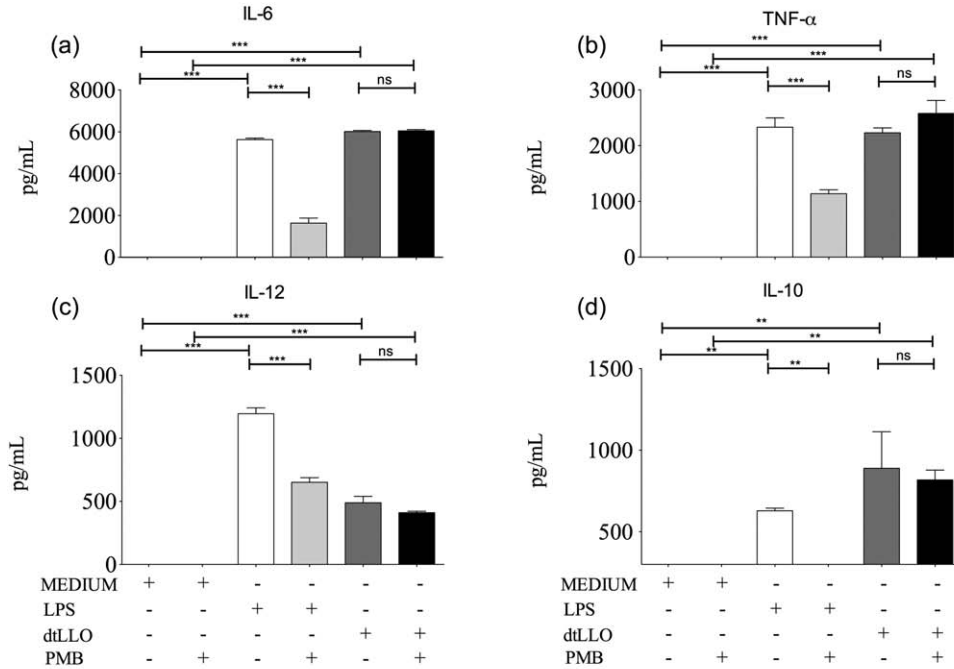 IL-6
TNF-α
(a)
(b)
***
***
***
***
ns
***
***
***
***
ns
6000
4000
2000
0
pg/mL
3000
2000
1000
0
pg/mL
IL-12
IL-10
(c)
(d)
***
***
***
***
ns
**
**
**
**
ns
1500
1000
500
0
pg/mL
1500
1000
500
pg/mL
MEDIUM + + - - - -
LPS - - + + - -
dtLLO - - - - + +
PMB - + - + - +
MEDIUM + + - - - -
LPS - - + + - -
dtLLO - - - - + +
PMB - + - + - +